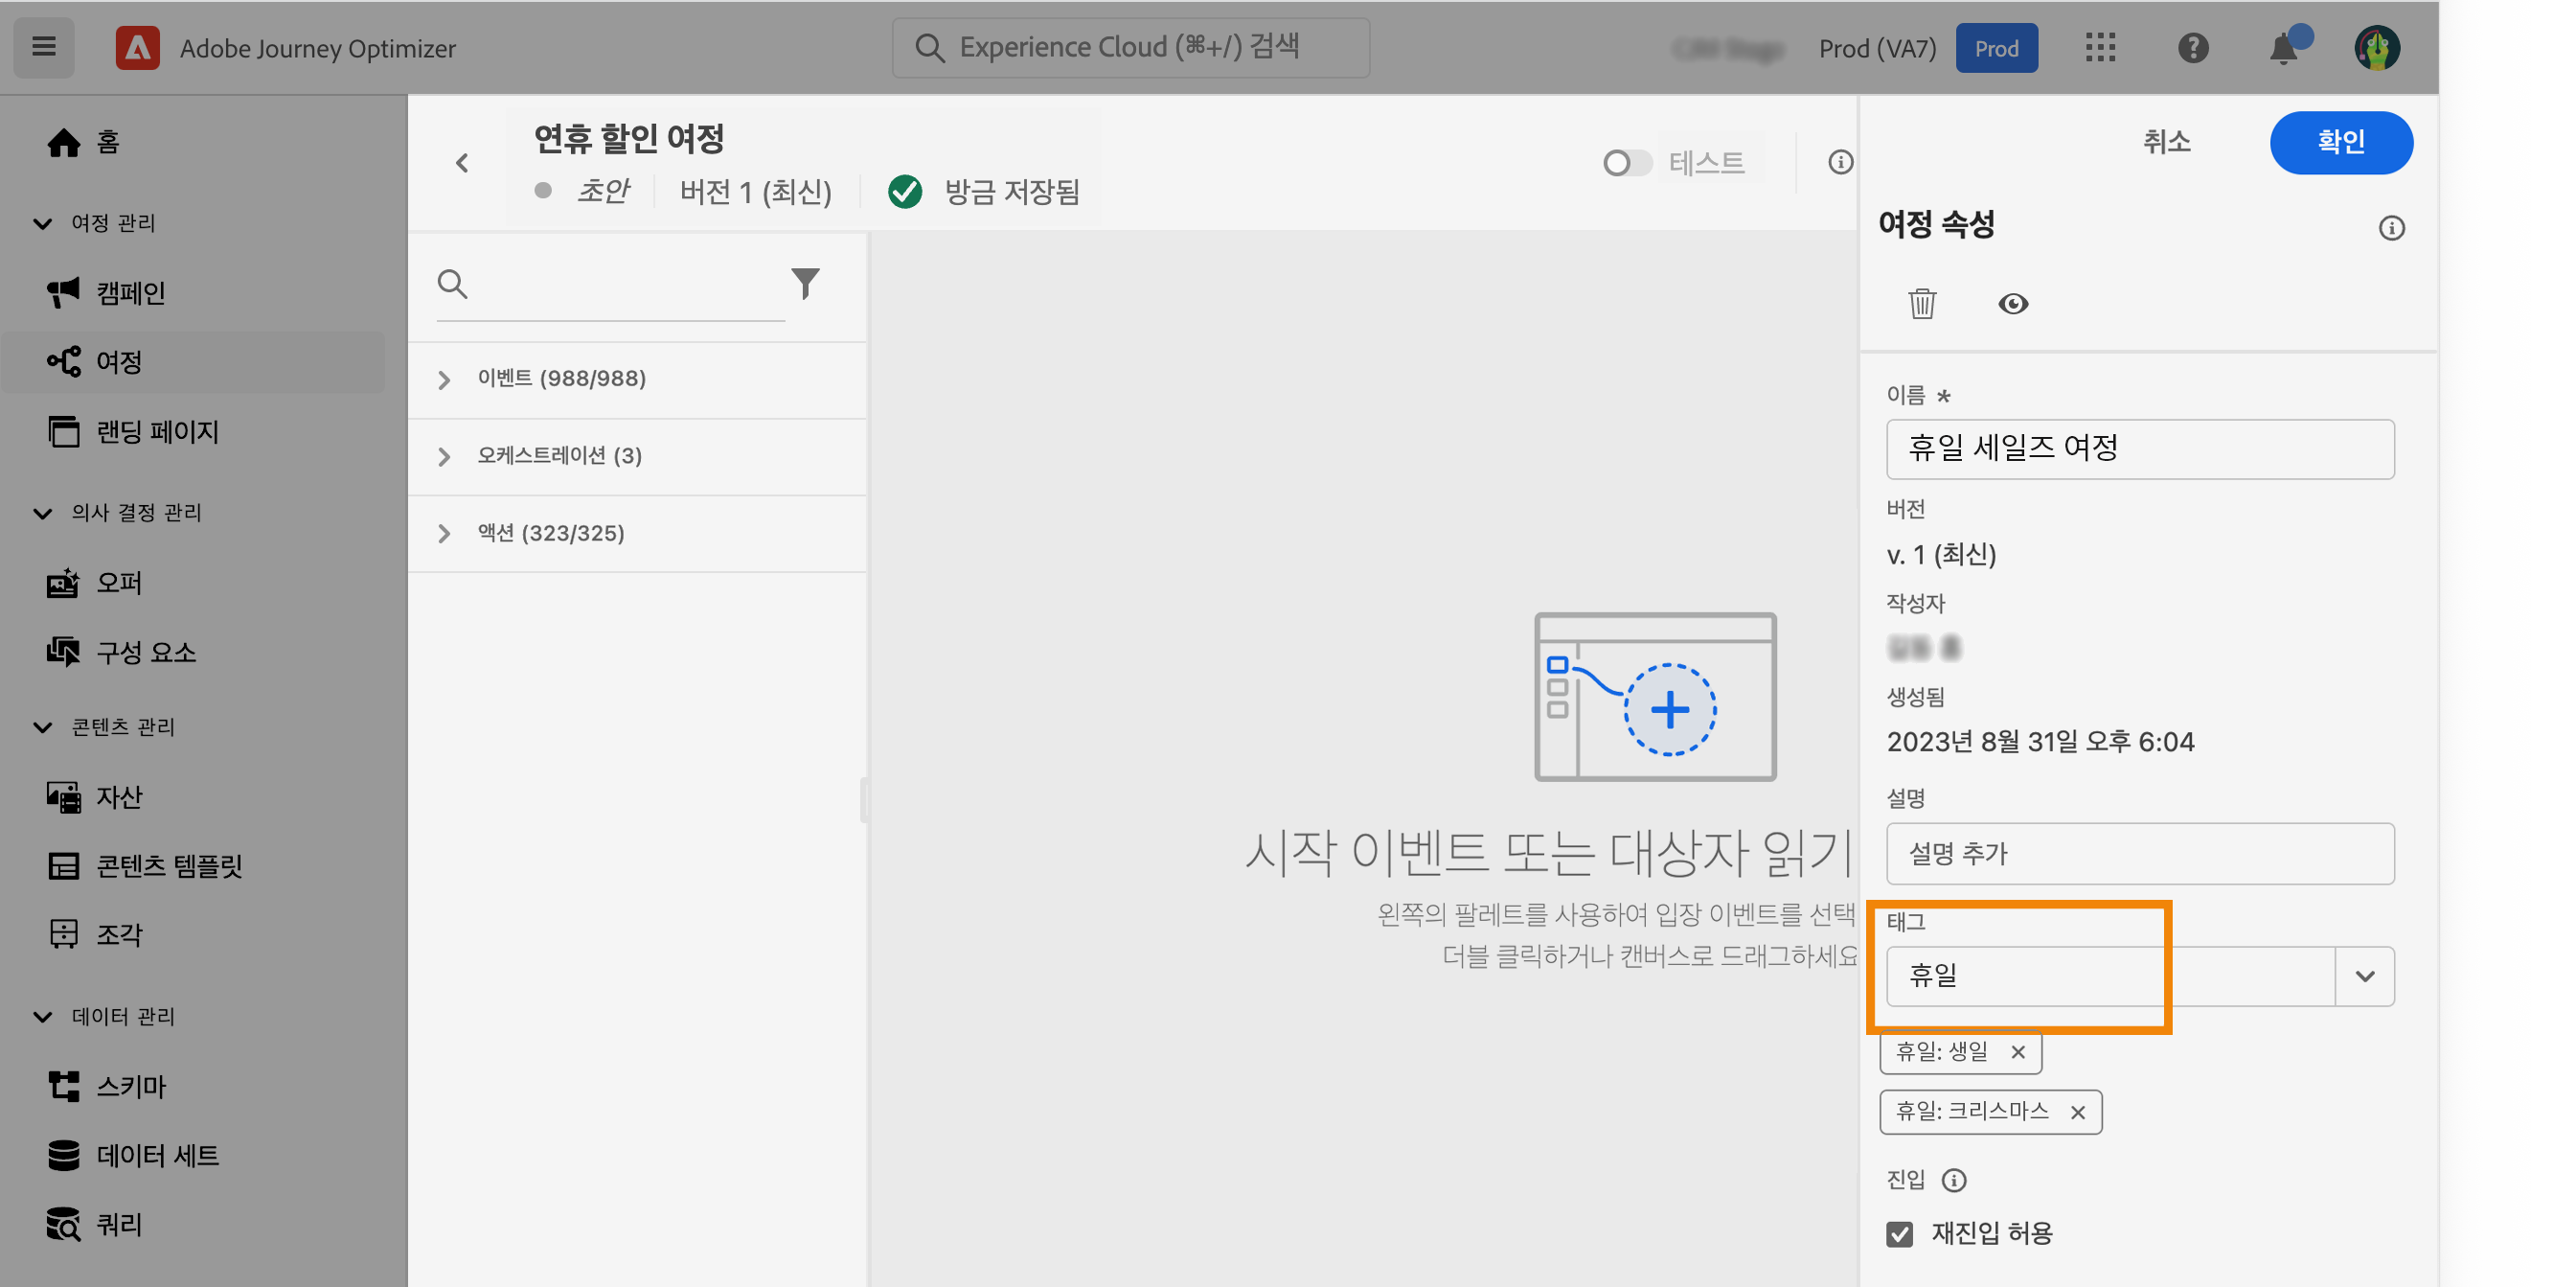 Adobe Journey Optimizer
Experience Cloud (⌘+/) 검색
Prod (VA7)
Prod
홈
여정 관리
캠페인
여정
랜딩 페이지
의사 결정 관리
오퍼
구성 요소
콘텐츠 관리
자산
콘텐츠 템플릿
조각
데이터 관리
스키마
데이터 세트
쿼리
연휴 할인 여정
초안
버전 1 (최신)
방금 저장됨
테스트
이벤트 (988/988)
오케스트레이션 (3)
액션 (323/325)
시작 이벤트 또는 대상자 읽기
왼쪽의 팔레트를 사용하여 입장 이벤트를 선택
더블 클릭하거나 캔버스로 드래그하세요
취소
확인
여정 속성
이름 *
휴일 세일즈 여정
버전
v. 1 (최신)
작성자
생성됨
2023년 8월 31일 오후 6:04
설명
설명 추가
태그
휴일
휴일: 생일
휴일: 크리스마스
진입
재진입 허용